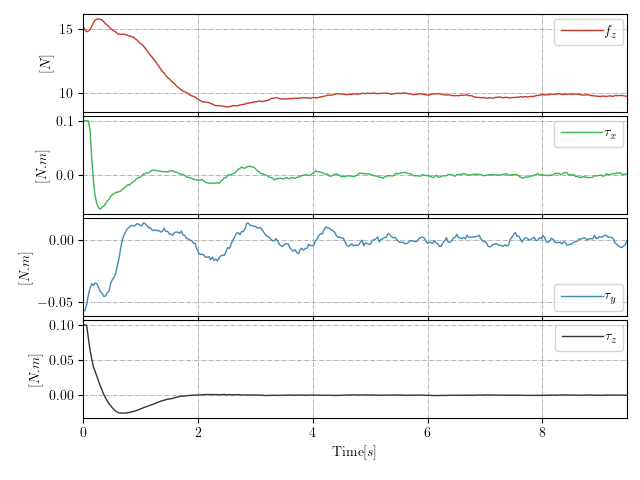 15
10
[N]
f_z
0.1
0.0
[N.m]
τ_x
0.00
−0.05
[N.m]
τ_y
0.10
0.05
0.00
[N.m]
τ_z
0 2 4 6 8
Time[s]